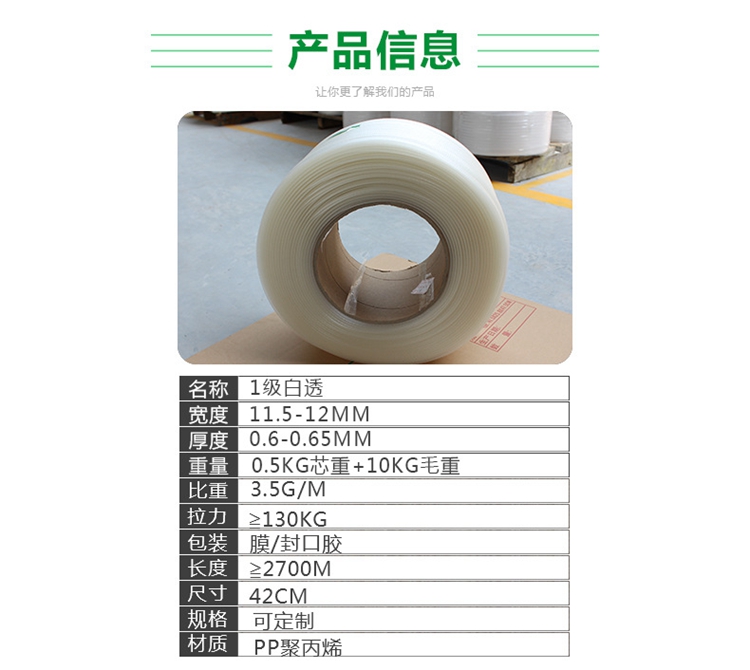 产品信息
让你更了解我们的产品
名称 1级白透
宽度 11.5-12MM
厚度 0.6-0.65MM
重量 0.5KG芯重+10KG毛重
比重 3.5G/M
拉力 ≧130KG
包装 膜/封口胶
长度 ≧2700M
尺寸 42CM
规格 可定制
材质 PP聚丙烯